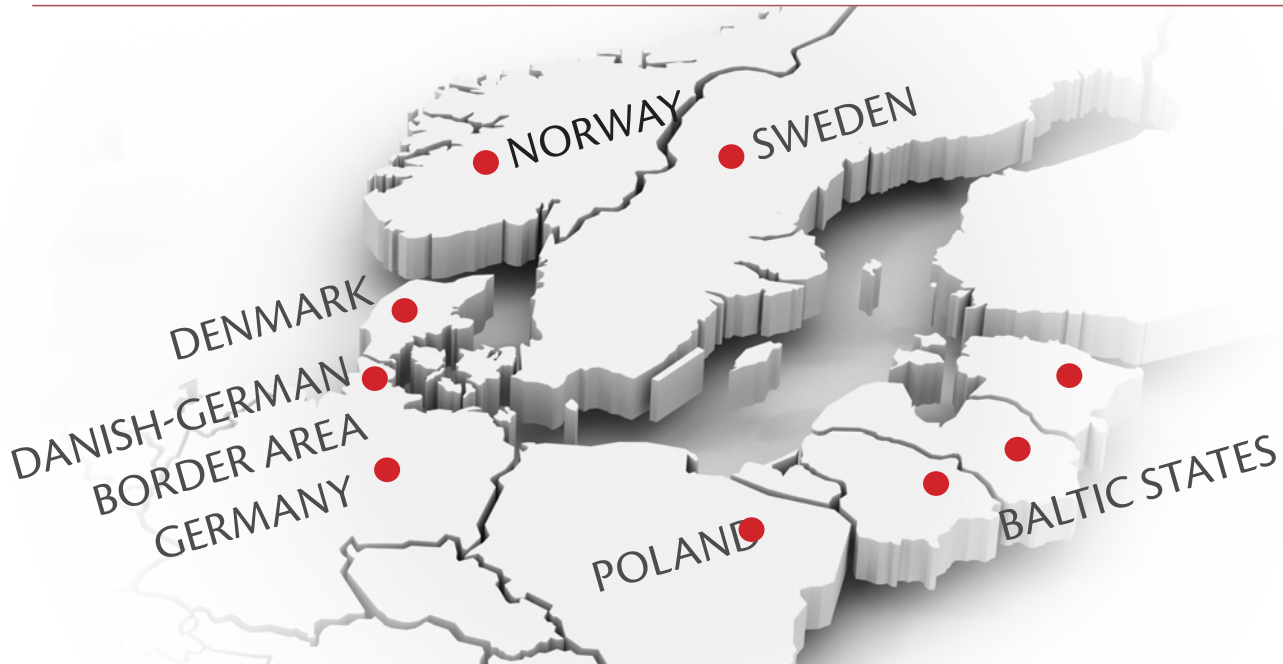 NORWAY
SWEDEN
DENMARK
DANISH-GERMAN
BORDER AREA
GERMANY
POLAND
BALTIC STATES